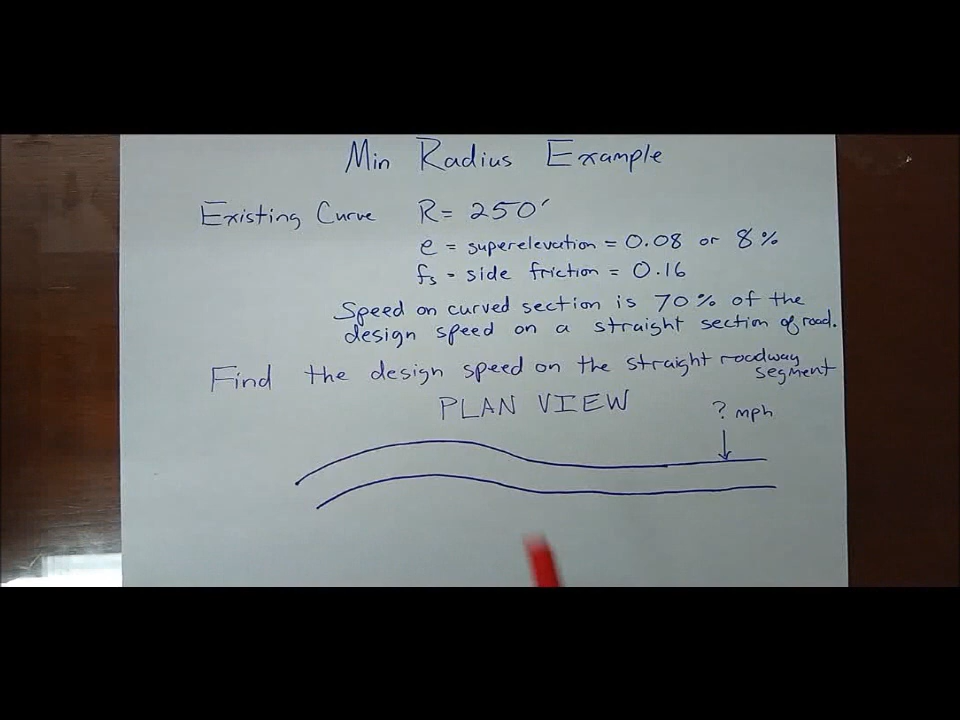 Min Radius Example
Existing Curve R = 250'
e = superelevation = 0.08 or 8%
fs = side friction = 0.16
Speed on curved section is 70% of the
design speed on a straight section of road.
Find the design speed on the straight roadway
segment
PLAN VIEW
? mph